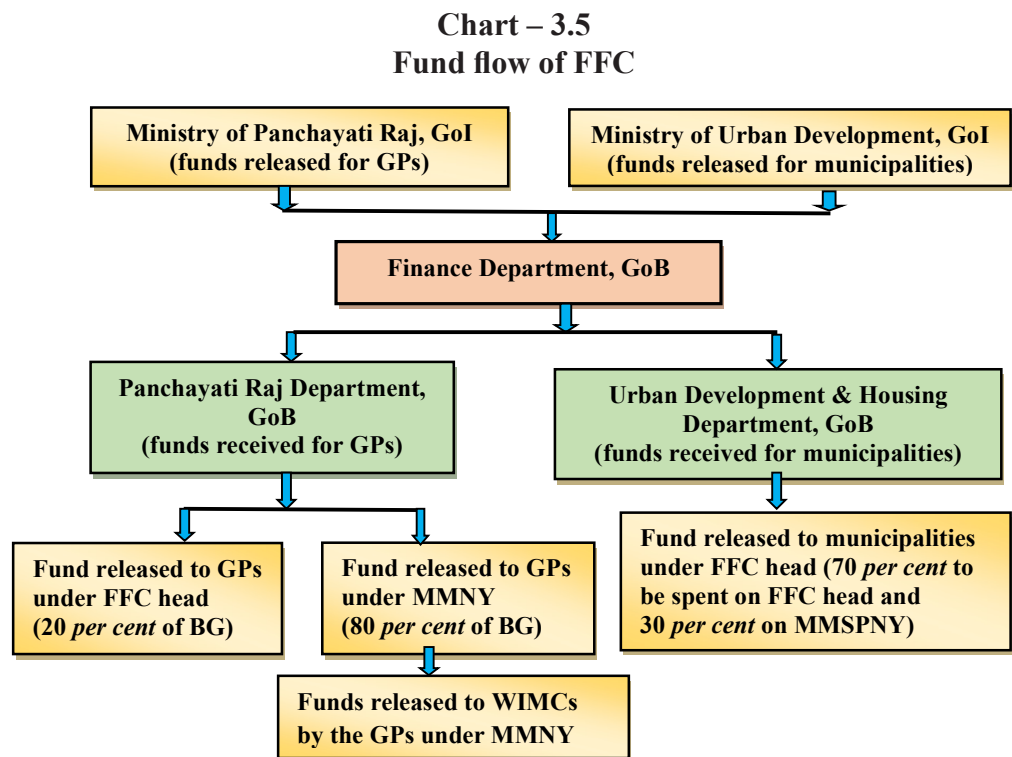 Chart – 3.5
Fund flow of FFC
Ministry of Panchayati Raj, GoI
(funds released for GPs)
Ministry of Urban Development, GoI
(funds released for municipalities)
Finance Department, GoB
Panchayati Raj Department,
GoB
(funds received for GPs)
Urban Development & Housing
Department, GoB
(funds received for municipalities)
Fund released to GPs
under FFC head
(20 per cent of BG)
Fund released to GPs
under MMNY
(80 per cent of BG)
Fund released to municipalities
under FFC head (70 per cent to
be spent on FFC head and
30 per cent on MMSPNY)
Funds released to WIMCs
by the GPs under MMNY